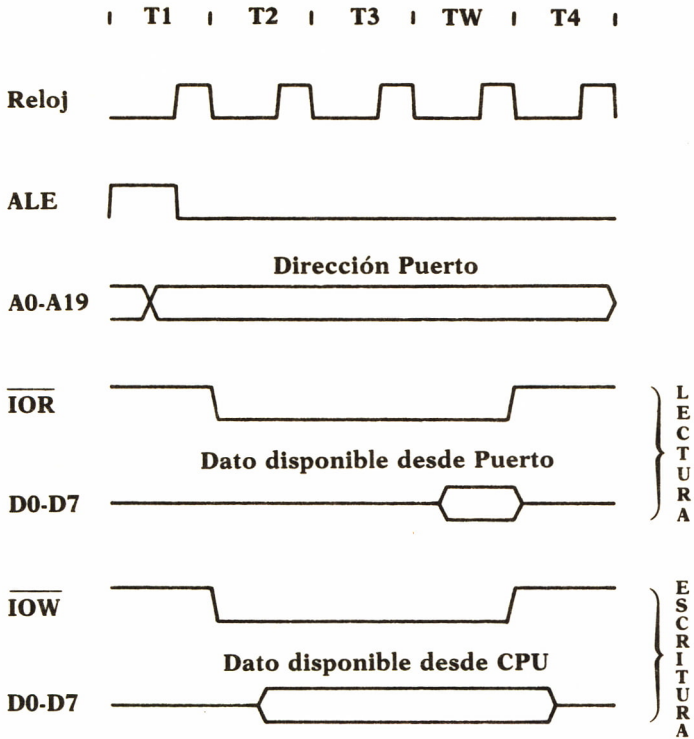 T1 T2 T3 TW T4
Reloj
ALE
Dirección Puerto
A0-A19
IOR
Dato disponible desde Puerto
D0-D7
LECTURA
IOW
Dato disponible desde CPU
D0-D7
ESCRITURA